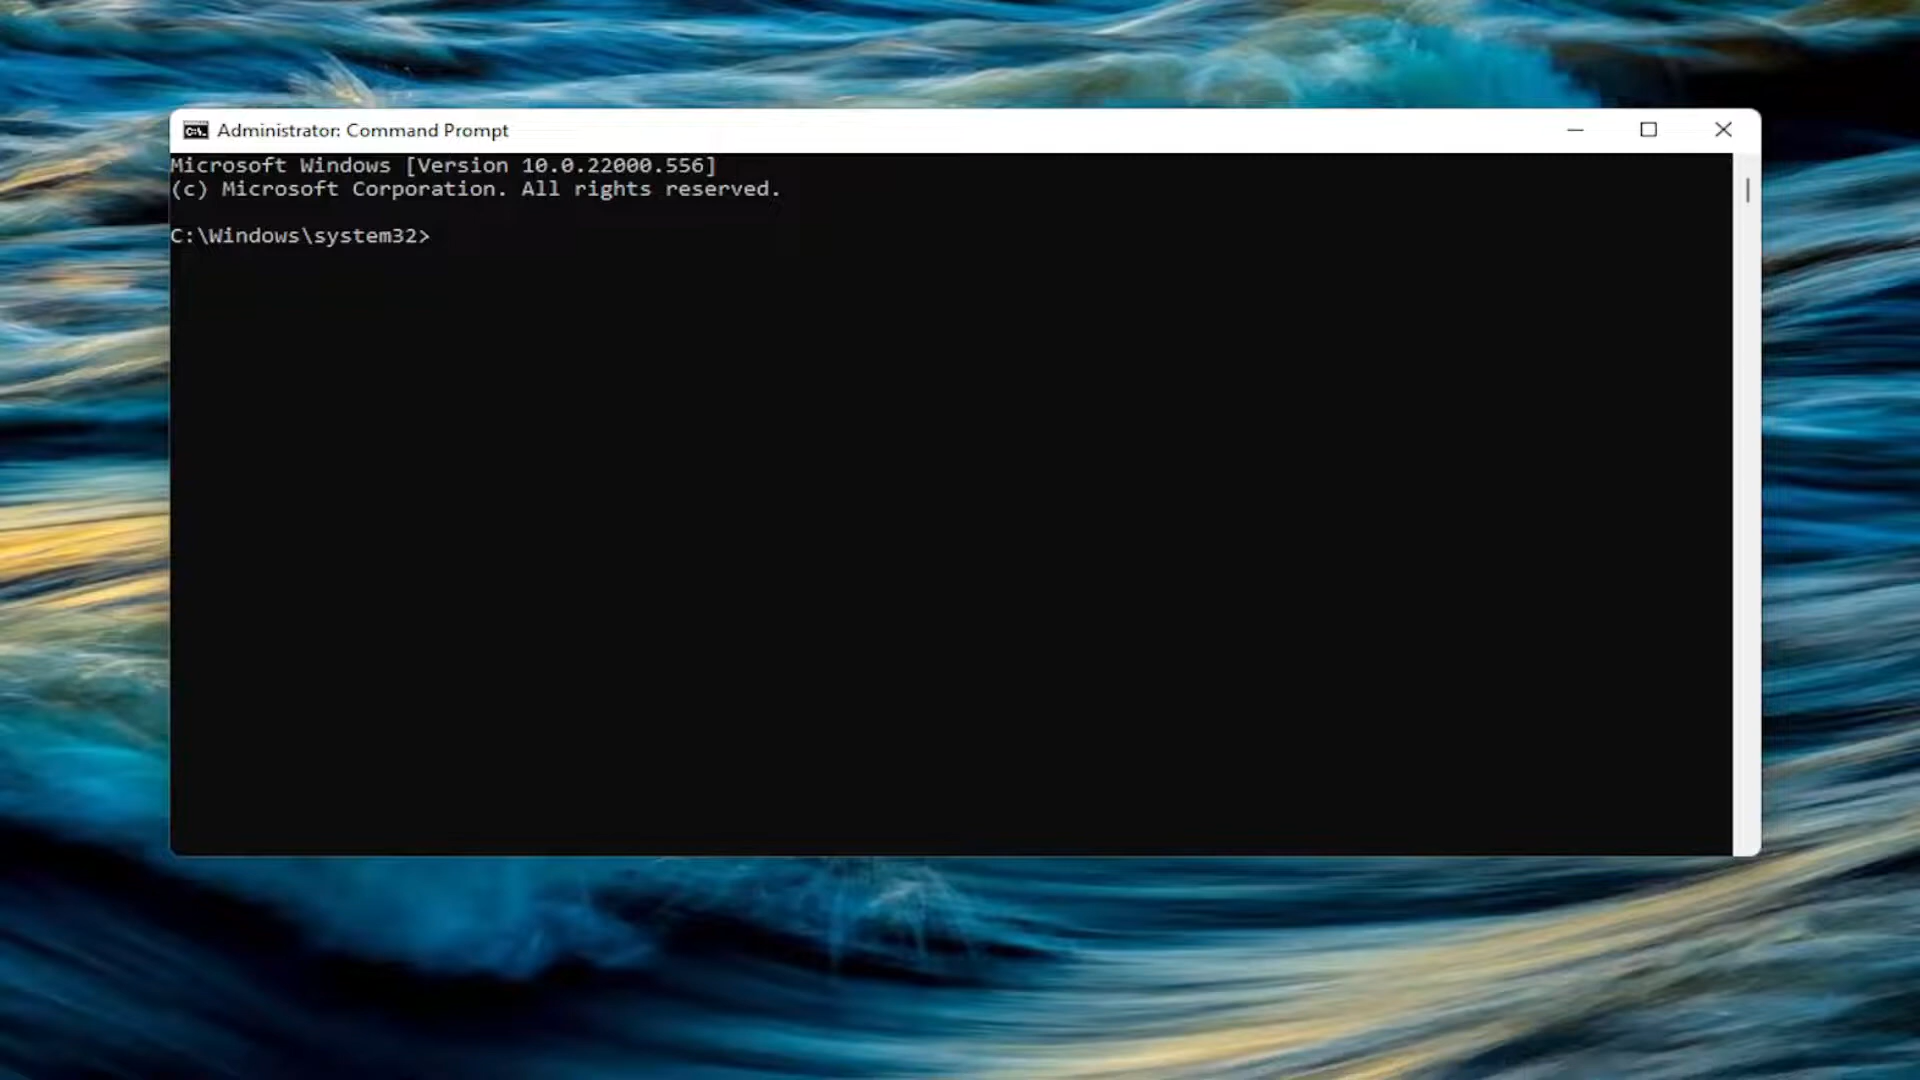 Administrator: Command Prompt
Microsoft Windows [Version 10.0.22000.556]
(c) Microsoft Corporation. All rights reserved.
C:\Windows\system32>